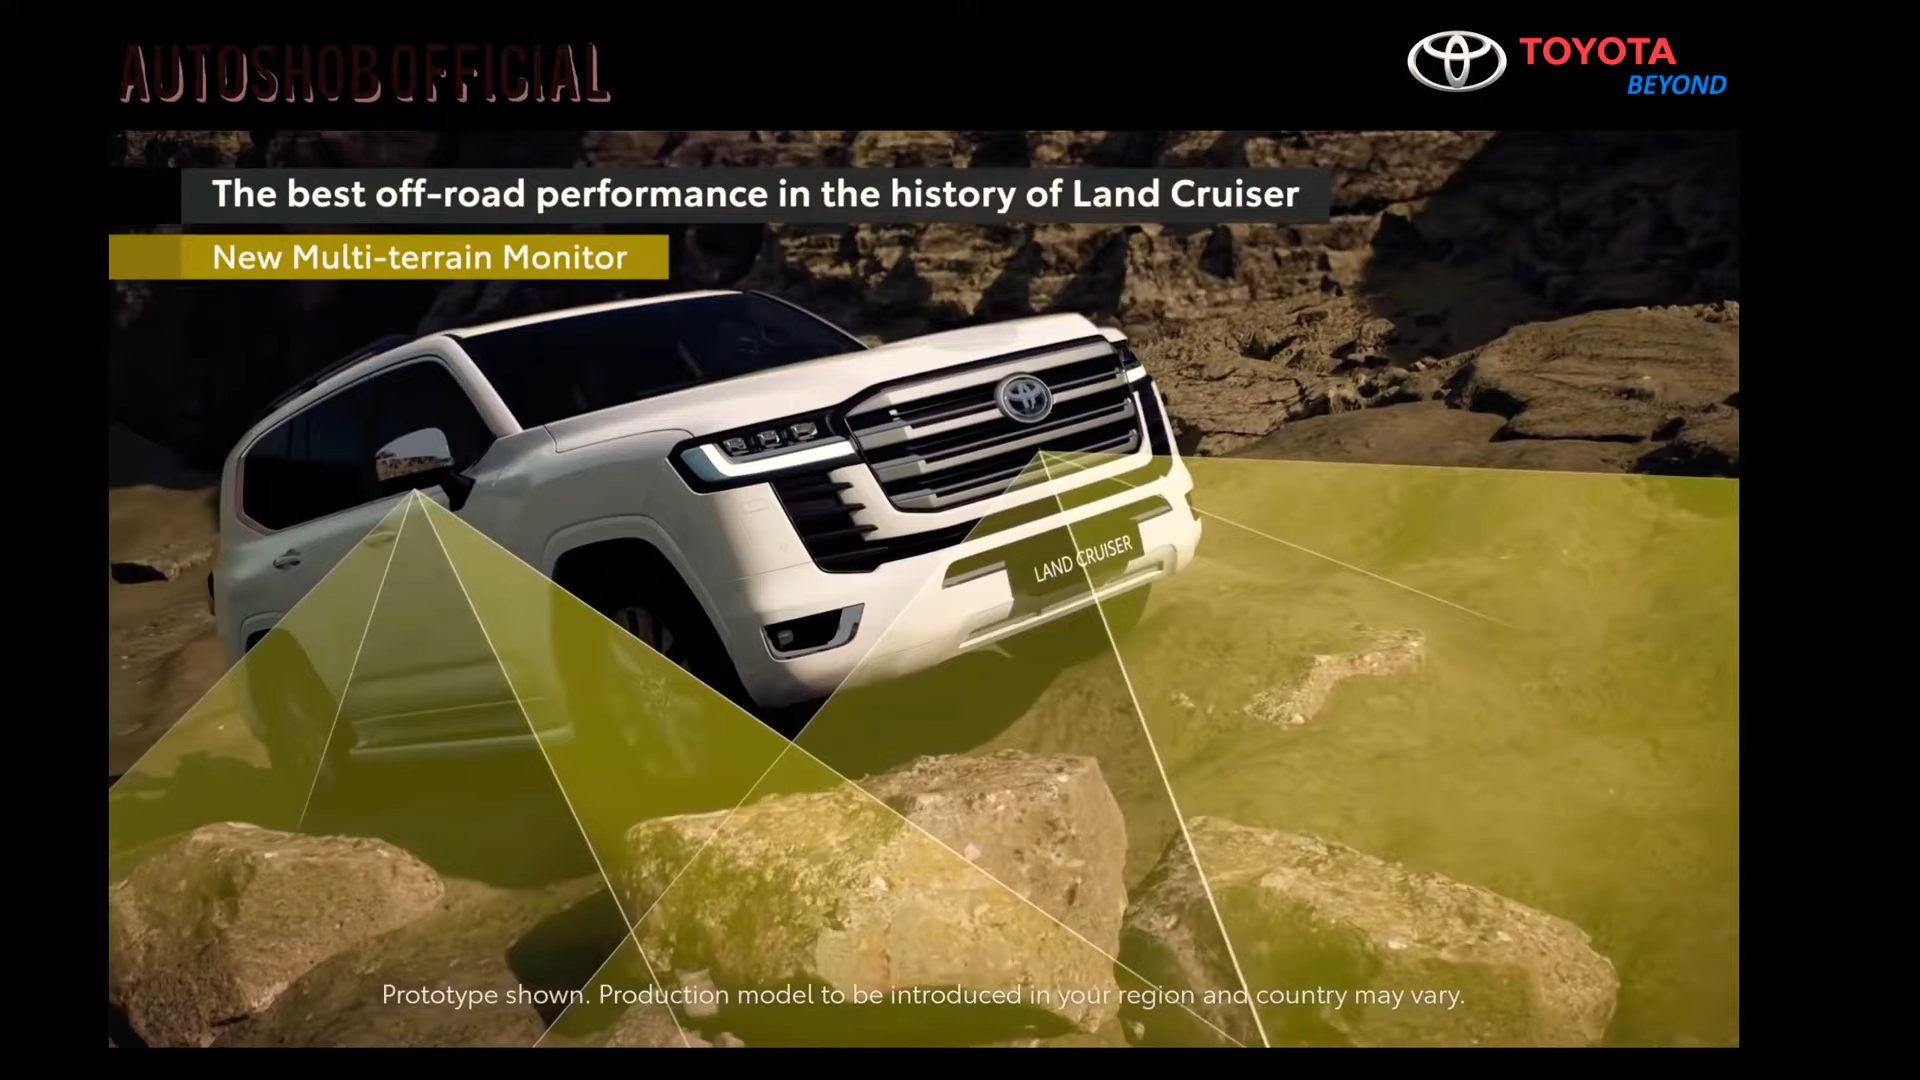 AUTOSHOB OFFICIAL
TOYOTA
BEYOND
The best off-road performance in the history of Land Cruiser
New Multi-terrain Monitor
LAND CRUISER
Prototype shown. Production model to be introduced in your region and country may vary.